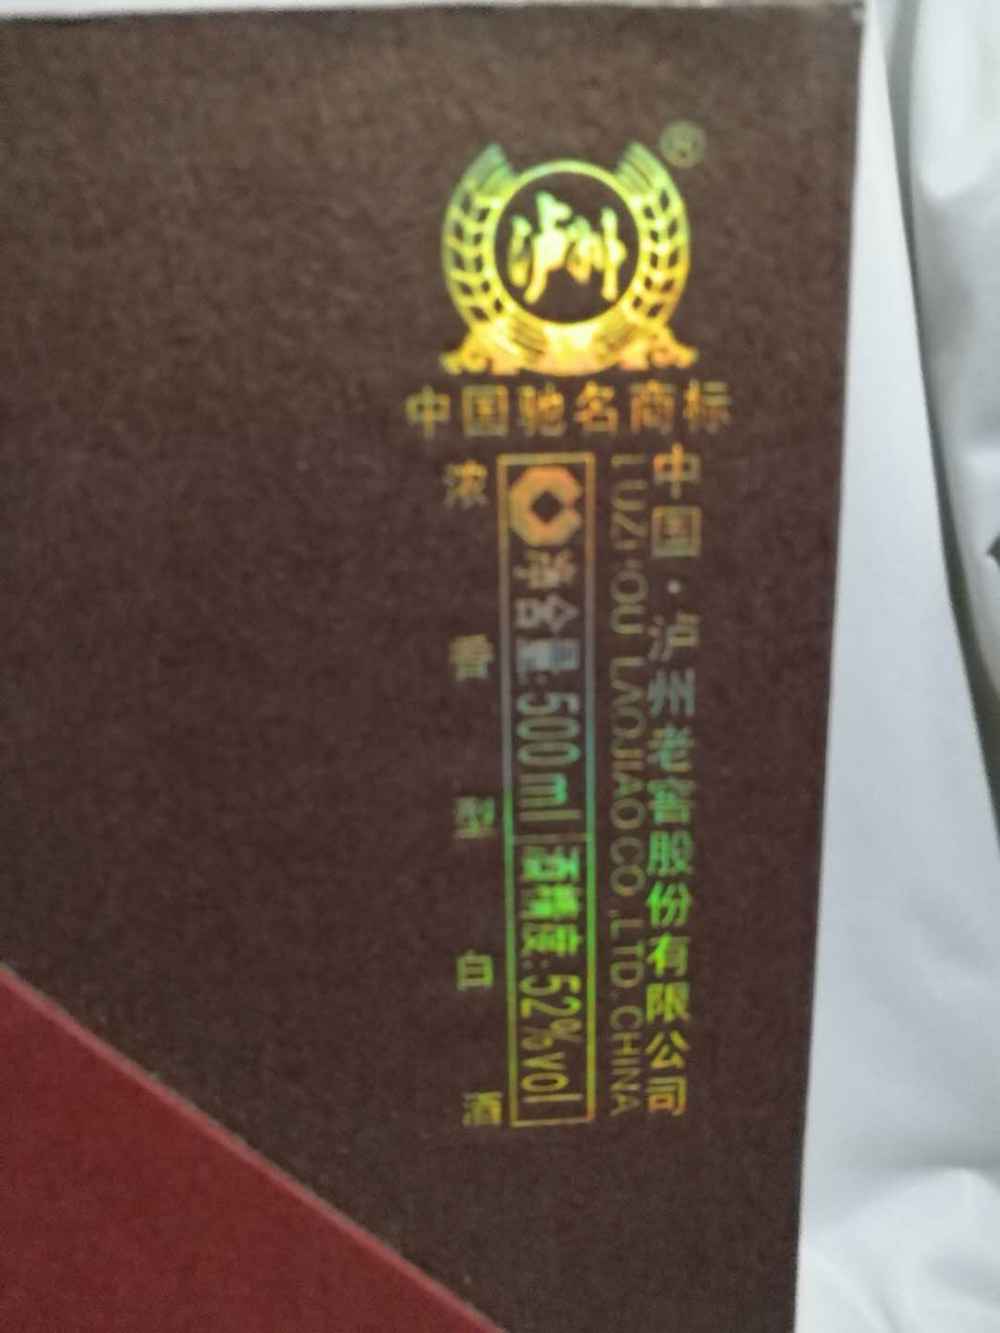 ®
泸州
中国驰名商标
中国·泸州老窖股份有限公司
LUZHOU LAOJIAO CO.,LTD.CHINA
净含量:500ml 酒精度:52%vol
浓香型白酒